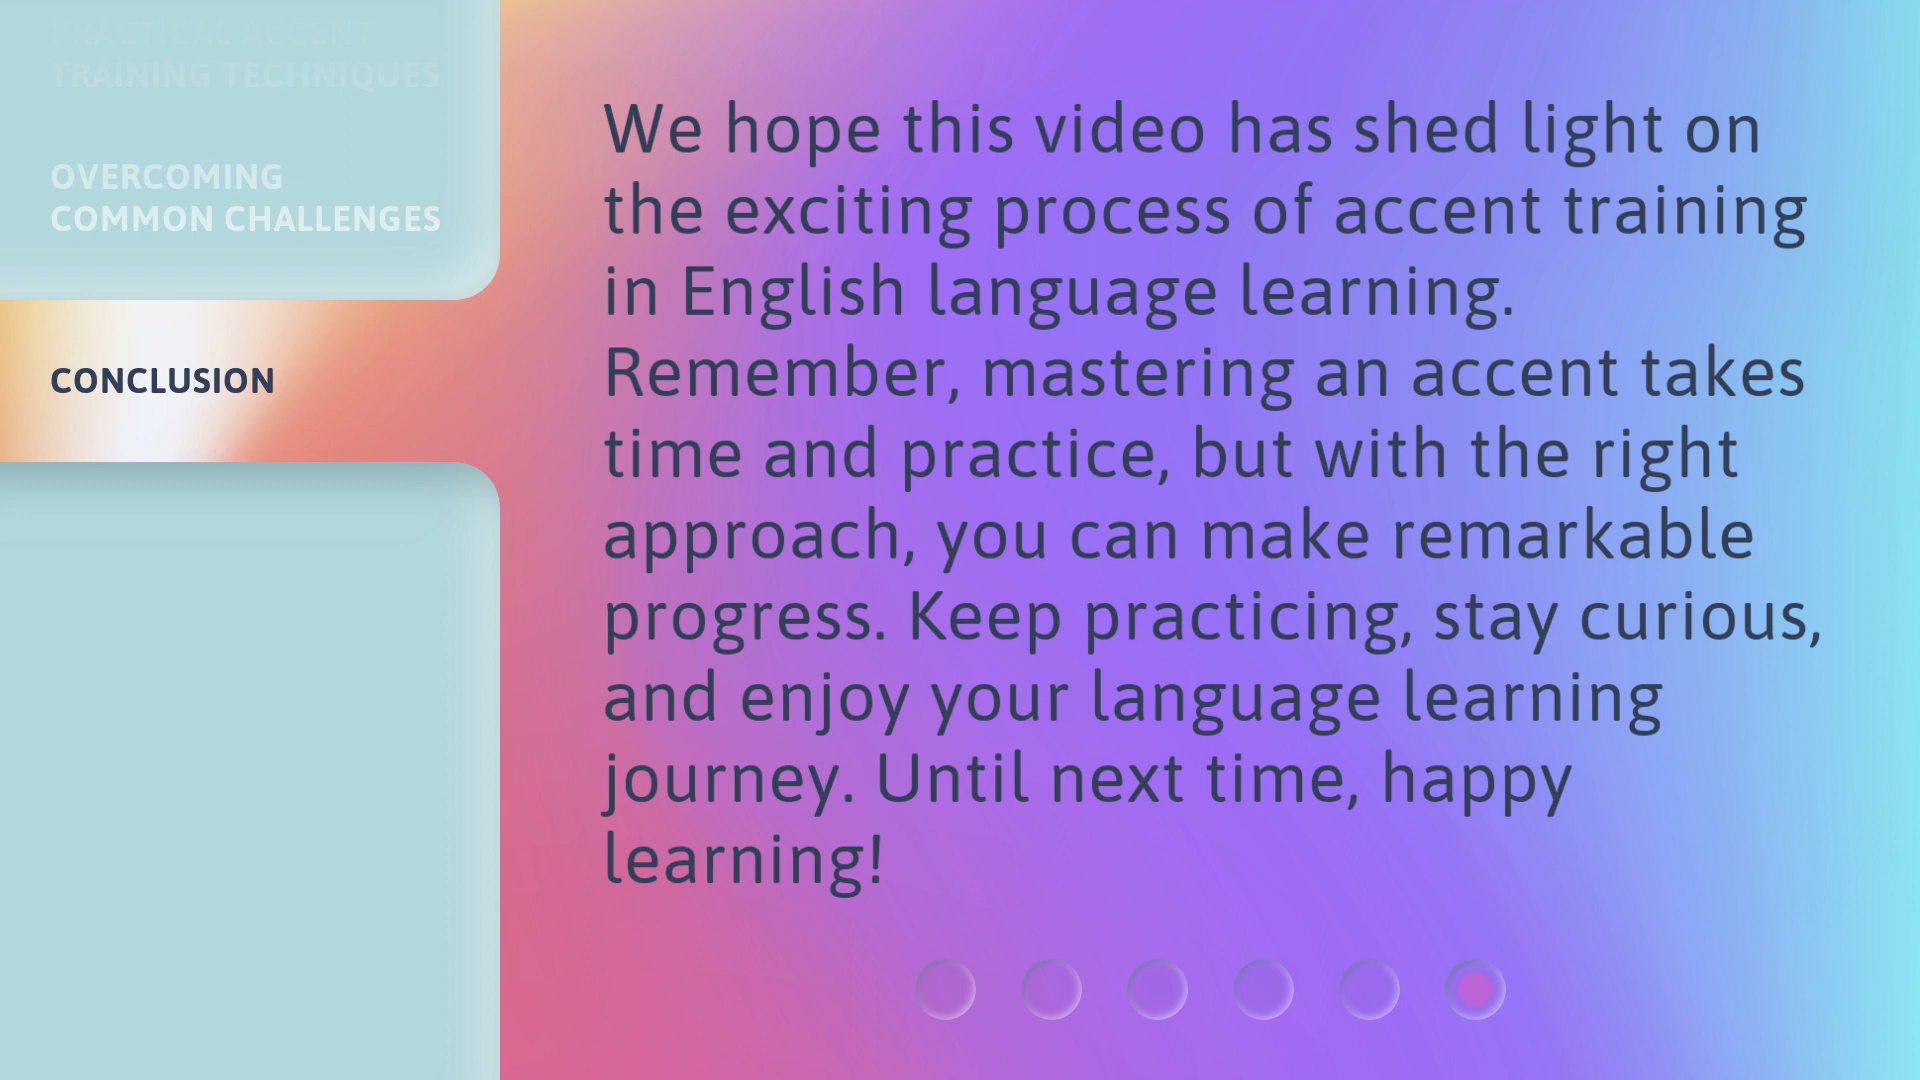 PRACTICAL ACCENT
TRAINING TECHNIQUES
OVERCOMING
COMMON CHALLENGES
CONCLUSION
We hope this video has shed light on
the exciting process of accent training
in English language learning.
Remember, mastering an accent takes
time and practice, but with the right
approach, you can make remarkable
progress. Keep practicing, stay curious,
and enjoy your language learning
journey. Until next time, happy
learning!